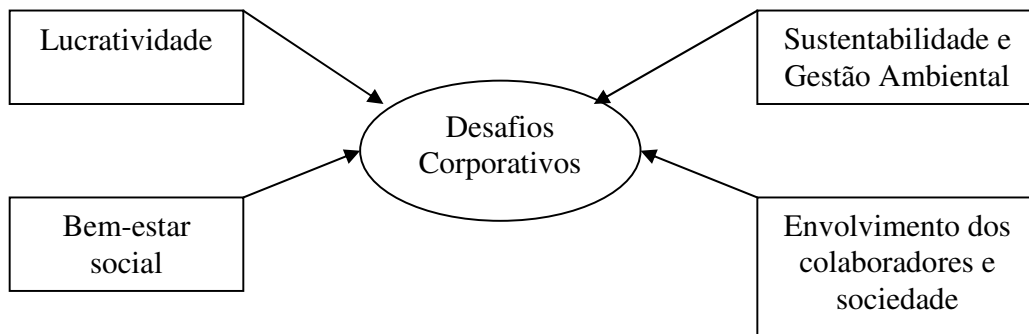 Lucratividade
Sustentabilidade e
Gestão Ambiental
Desafios
Corporativos
Bem-estar
social
Envolvimento dos
colaboradores e
sociedade